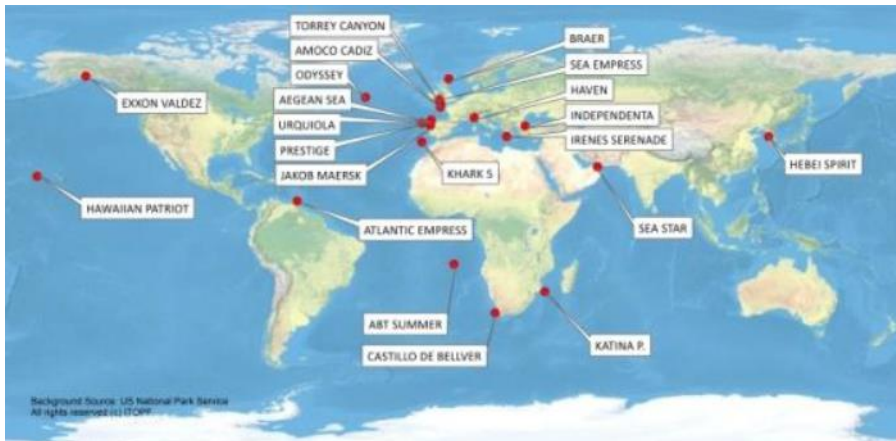 TORREY CANYON
BRAER
AMOCO CADIZ
SEA EMPRESS
ODYSSEY
HAVEN
EXXON VALDEZ
AEGEAN SEA
INDEPENDENTA
URQUIOLA
IRENES SERENADE
PRESTIGE
HEBEI SPIRIT
JAKOB MAERSK
KHARK 5
HAWAIIAN PATRIOT
SEA STAR
ATLANTIC EMPRESS
ABT SUMMER
KATINA P.
CASTILLO DE BELLVER
Background Source: US National Park Service
All rights reserved (c) ITOPF